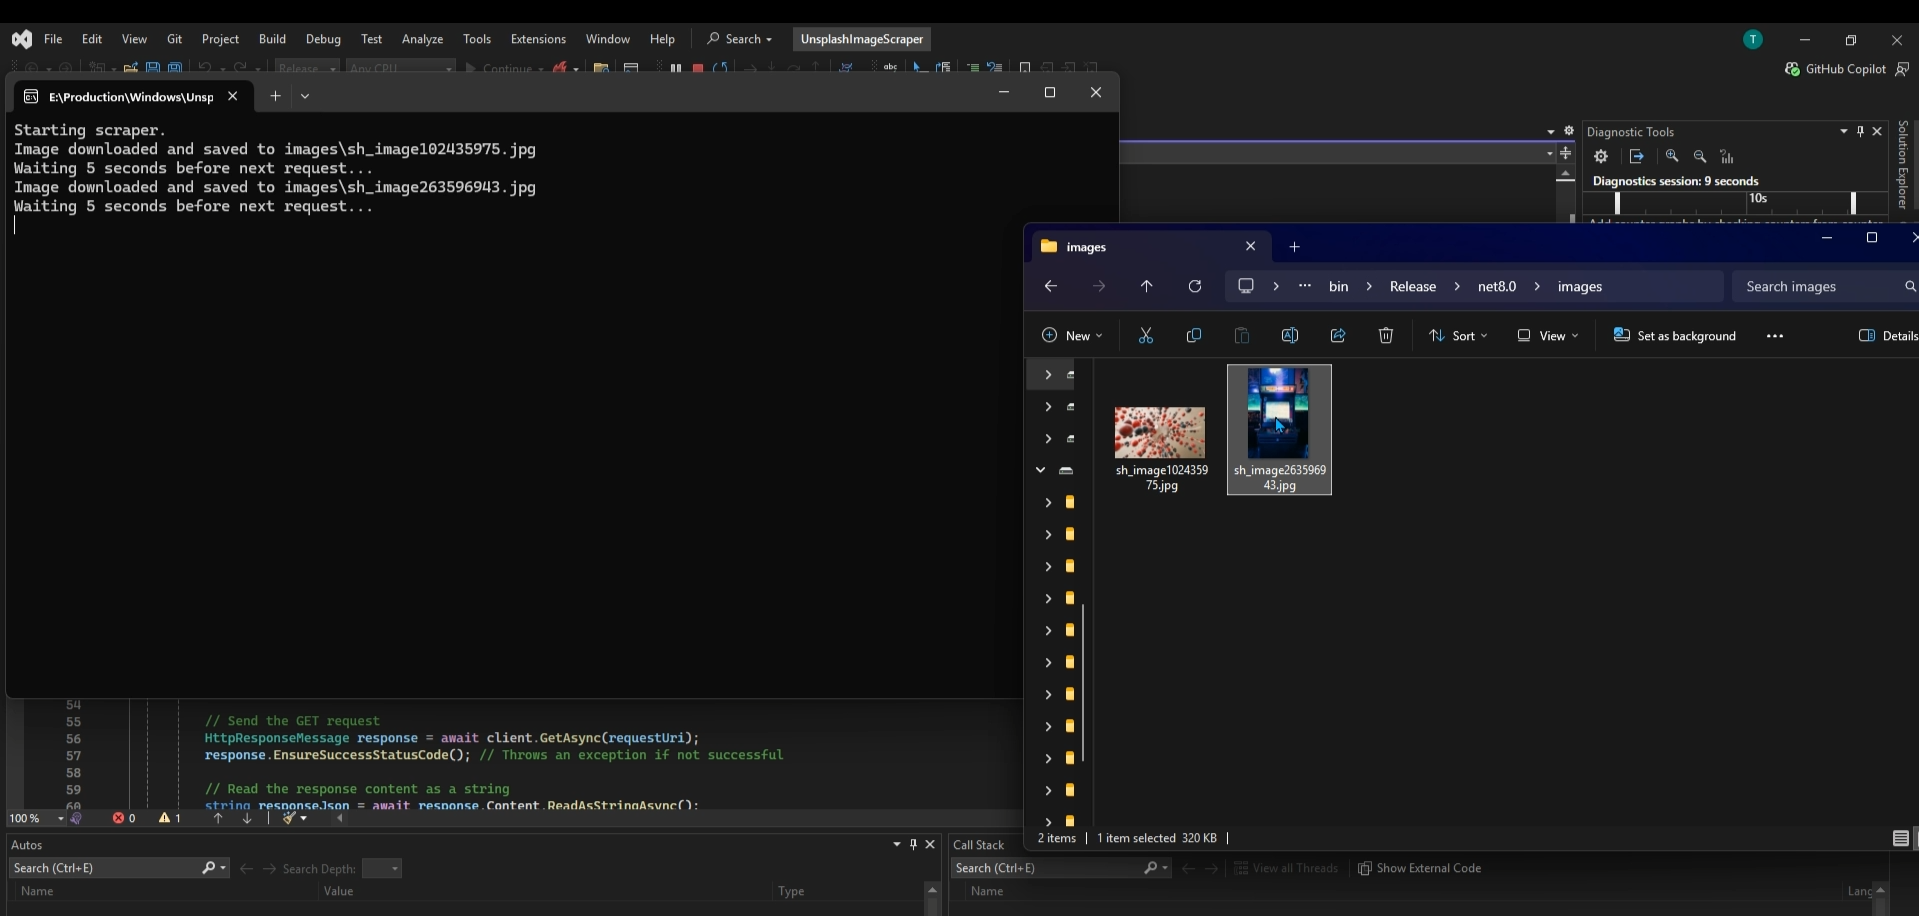 File Edit View Git Project Build Debug Test Analyze Tools Extensions Window Help Search UnsplashImageScraper T
Release Any CPU Continue abc GitHub Copilot
E:\Production\Windows\Unsp
Starting scraper.
Image downloaded and saved to images\sh_image102435975.jpg
Waiting 5 seconds before next request...
Image downloaded and saved to images\sh_image263596943.jpg
Waiting 5 seconds before next request...
Diagnostic Tools
Solution Explorer
Diagnostics session: 9 seconds
10s
images
bin Release net8.0 images Search images
New Sort View Set as background Details
sh_image1024359
75.jpg
sh_image2635969
43.jpg
2 items 1 item selected 320 KB
54
55 // Send the GET request
56 HttpResponseMessage response = await client.GetAsync(requestUri);
57 response.EnsureSuccessStatusCode(); // Throws an exception if not successful
58
59 // Read the response content as a string
60 string responseJson = await response.Content.ReadAsStringAsync();
100 % 0 1
Autos
Search (Ctrl+E) Search Depth:
Name Value Type
Call Stack
Search (Ctrl+E) View all Threads Show External Code
Name Lang